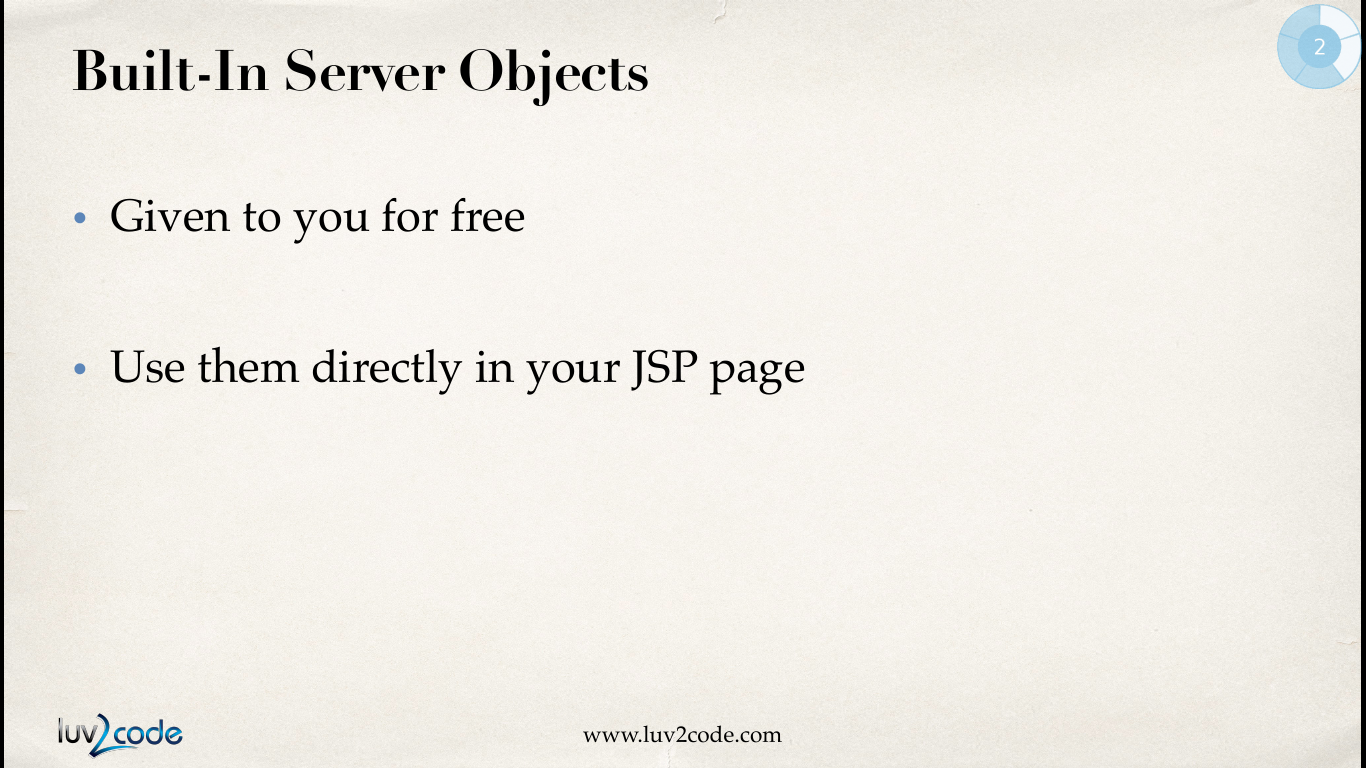 Built-In Server Objects
2
• Given to you for free
• Use them directly in your JSP page
luv2code
www.luv2code.com